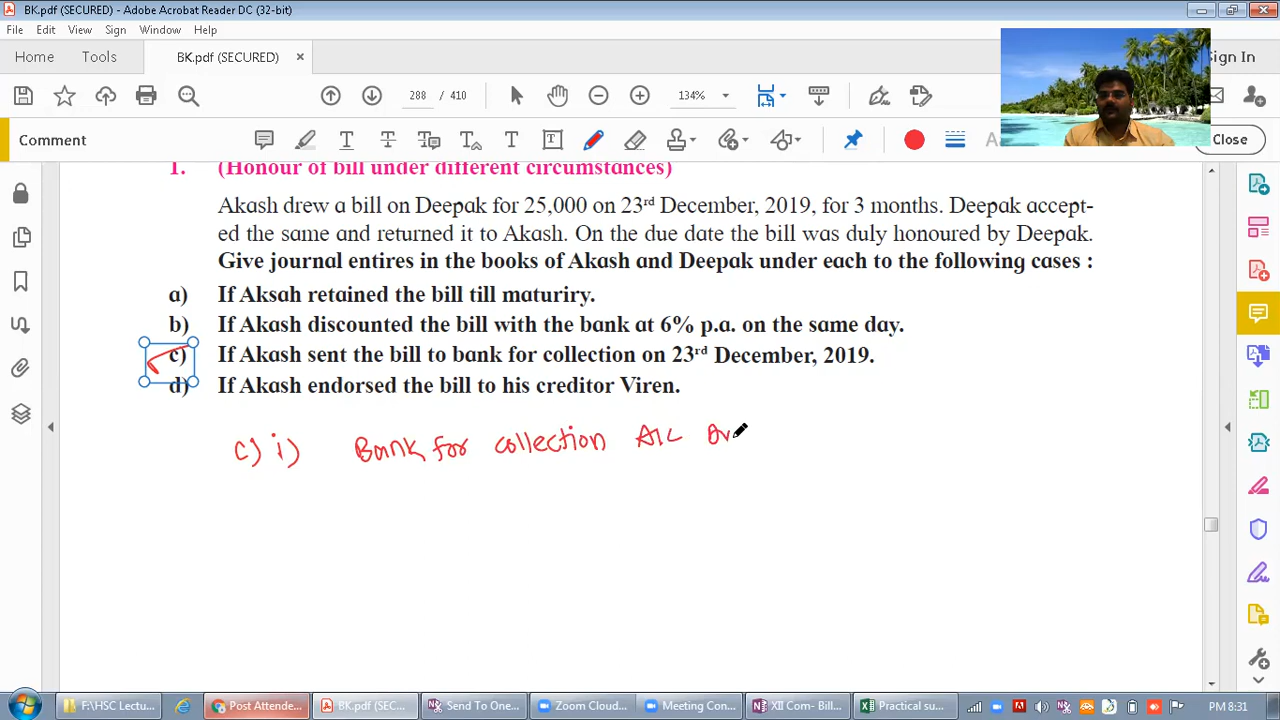 BK.pdf (SECURED) - Adobe Acrobat Reader DC (32-bit)
File Edit View Sign Window Help
Home Tools BK.pdf (SECURED) × Sign In
288 / 410 134%
Comment Close
1. (Honour of bill under different circumstances)
Akash drew a bill on Deepak for 25,000 on 23rd December, 2019, for 3 months. Deepak accept-
ed the same and returned it to Akash. On the due date the bill was duly honoured by Deepak.
Give journal entires in the books of Akash and Deepak under each to the following cases :
a) If Aksah retained the bill till maturiry.
b) If Akash discounted the bill with the bank at 6% p.a. on the same day.
c) If Akash sent the bill to bank for collection on 23rd December, 2019.
d) If Akash endorsed the bill to his creditor Viren.
c) i) Bank for collection A/c
F:\HSC Lectu... Post Attende... BK.pdf (SEC... Send To One... Zoom Cloud... Meeting Con... XII Com- Bill... Practical su... PM 8:31